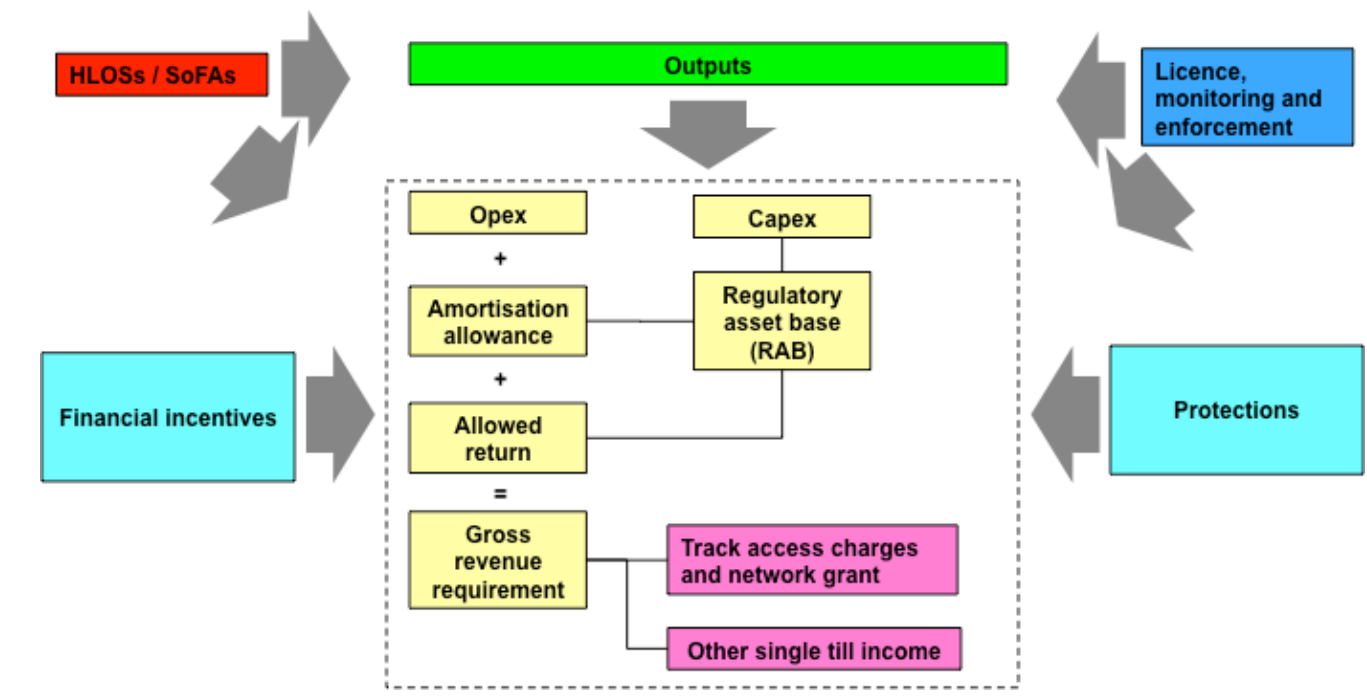 HLOSs / SoFAs
Outputs
Licence,
monitoring and
enforcement
Opex
Capex
+
Amortisation
allowance
Regulatory
asset base
(RAB)
+
Financial incentives
Allowed
return
Protections
=
Gross
revenue
requirement
Track access charges
and network grant
Other single till income